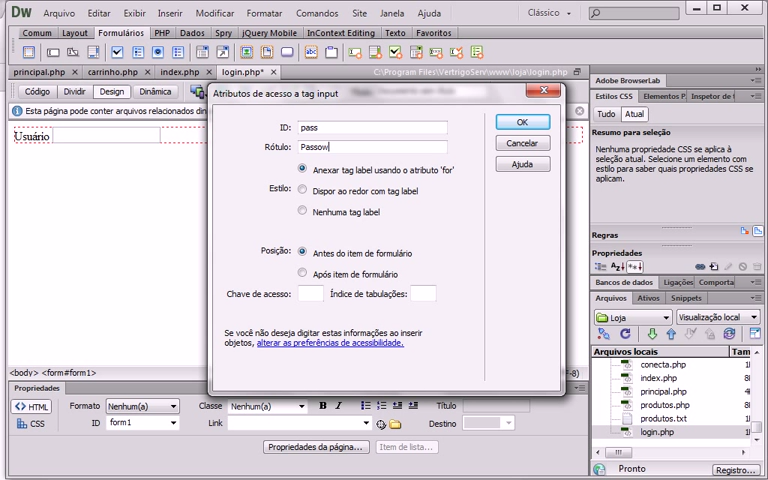 Dw Arquivo Editar Exibir Inserir Modificar Formatar Comandos Site Janela Ajuda Clássico
Comum Layout Formulários PHP Dados Spry jQuery Mobile InContext Editing Texto Favoritos
principal.php carrinho.php index.php login.php* C:\Program Files\VertrigoServ\www\loja\login.php
Código Dividir Design Dinâmica
Esta página pode conter arquivos relacionados
Usuário
Atributos de acesso a tag input
ID: pass
Rótulo: Passow
Estilo:
Anexar tag label usando o atributo 'for'
Dispor ao redor com tag label
Nenhuma tag label
Posição:
Antes do item de formulário
Após item de formulário
Chave de acesso: Índice de tabulações:
Se você não deseja digitar estas informações ao inserir
objetos, alterar as preferências de acessibilidade.
OK
Cancelar
Ajuda
<body> <form#form1>
Propriedades
HTML
CSS
Formato Nenhum(a) Classe Nenhum(a) B I Título
ID form1 Link Destino
Propriedades da página... Item de lista...
Adobe BrowserLab
Estilos CSS Elementos P Inspetor de
Tudo Atual
Resumo para seleção
Nenhuma propriedade CSS se aplica à
seleção atual. Selecione um elemento com
estilo para saber quais propriedades CSS se
aplicam.
Regras
Propriedades
Bancos de dados Ligações Comporta
Arquivos Ativos Snippets
Loja Visualização local
Arquivos locais Tam
conecta.php
index.php
principal.php
produtos.php
produtos.txt
login.php
Pronto Registro...